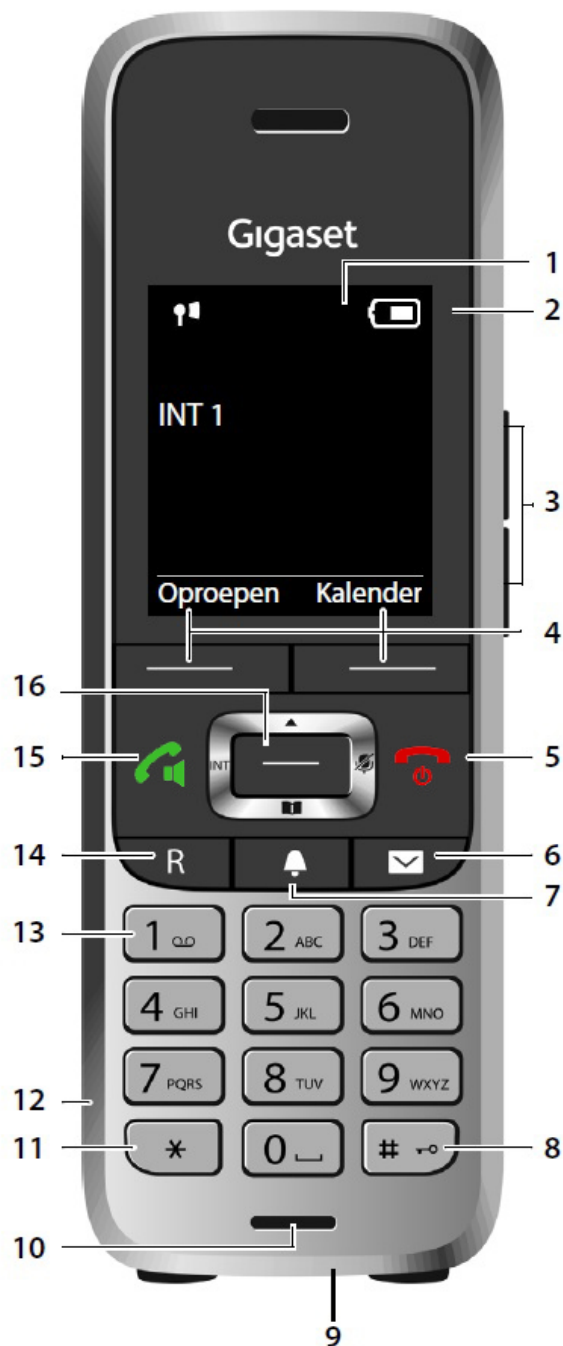 Gigaset
1
2
INT 1
3
Oproepen Kalender
4
16
15 INT 5
14 R 6
7
13 1 2 ABC 3 DEF
4 GHI 5 JKL 6 MNO
7 PQRS 8 TUV 9 WXYZ
12
11 * 0 # 8
10
9